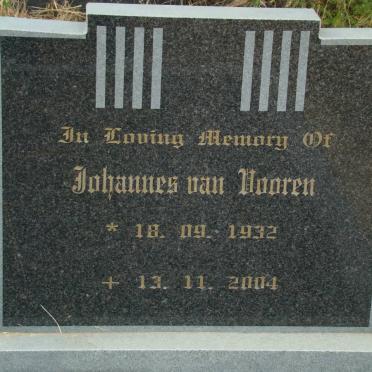 In Loving Memory Of
Johannes van Vooren
* 18. 09. 1932
+ 13. 11. 2004